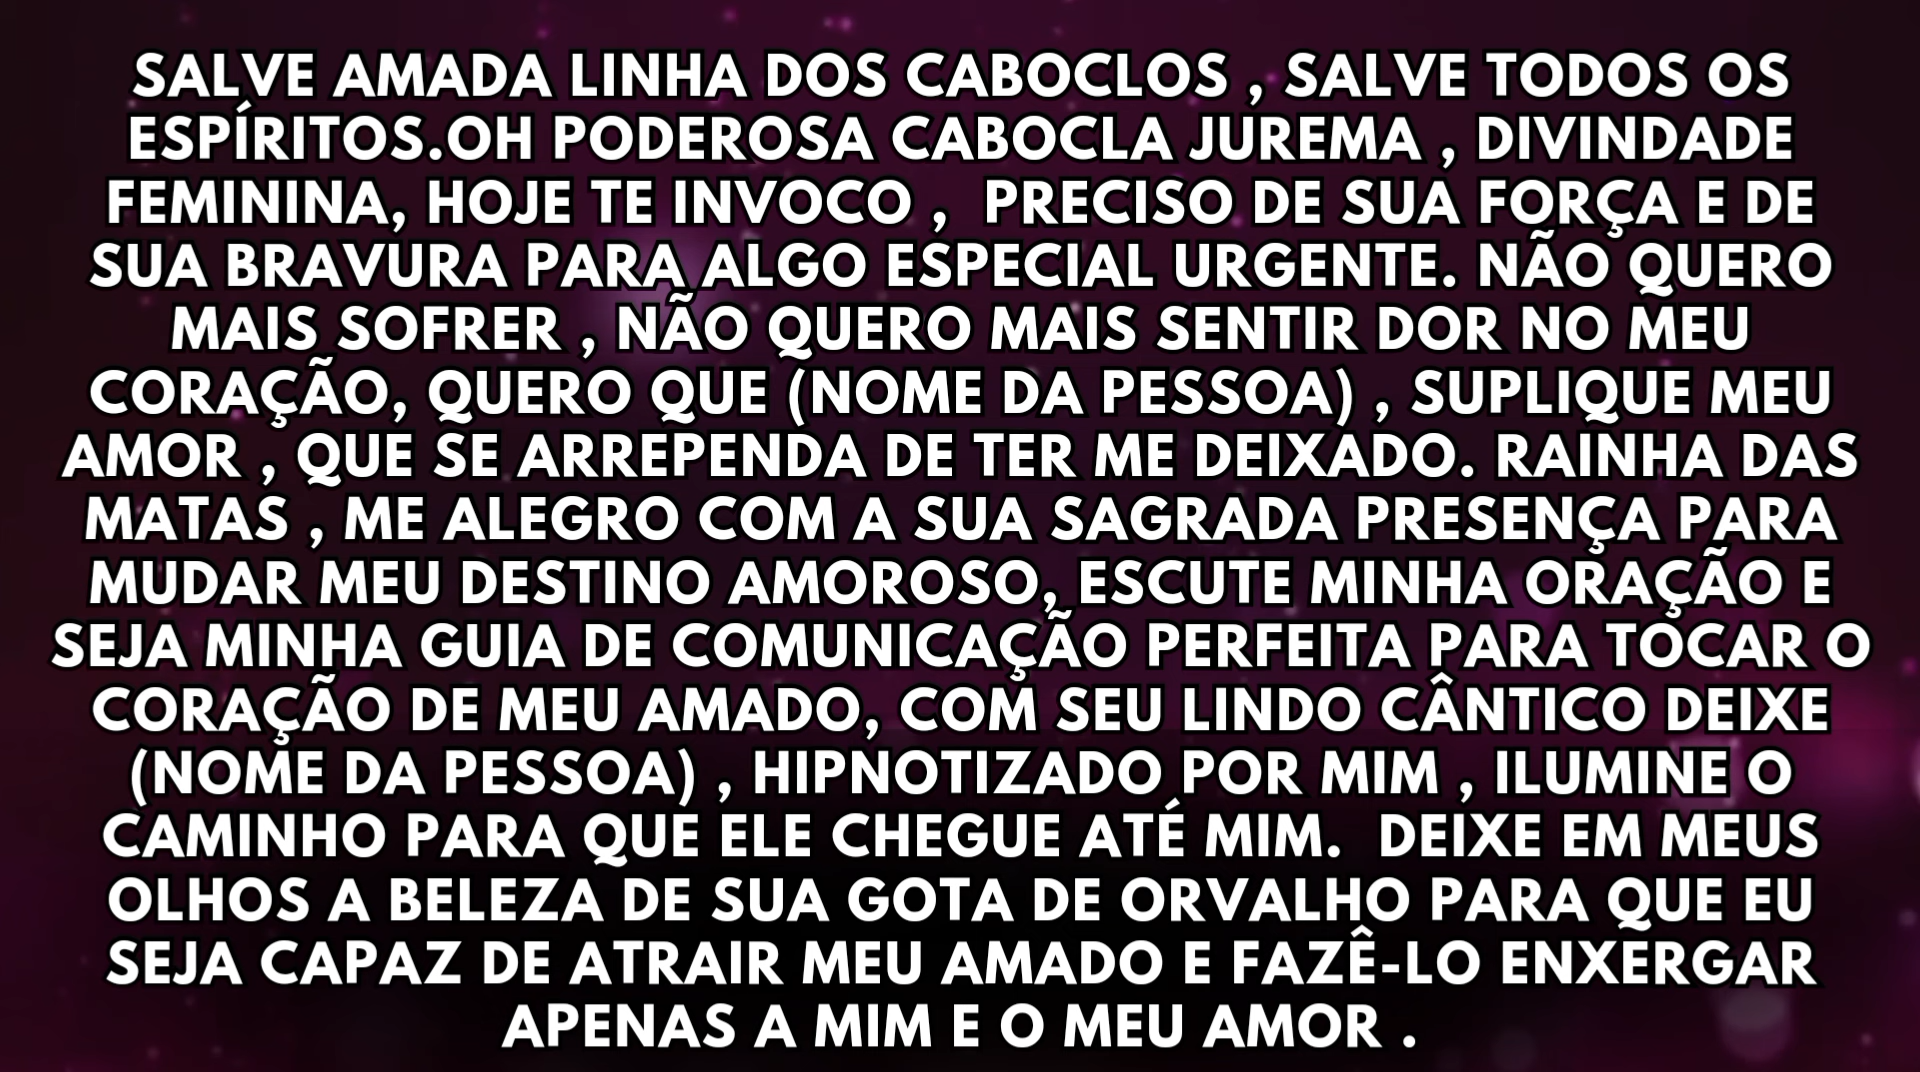 SALVE AMADA LINHA DOS CABOCLOS , SALVE TODOS OS
ESPÍRITOS.OH PODEROSA CABOCLA JUREMA , DIVINDADE
FEMININA, HOJE TE INVOCO ,  PRECISO DE SUA FORÇA E DE
SUA BRAVURA PARA ALGO ESPECIAL URGENTE. NÃO QUERO
MAIS SOFRER , NÃO QUERO MAIS SENTIR DOR NO MEU
CORAÇÃO, QUERO QUE (NOME DA PESSOA) , SUPLIQUE MEU
AMOR , QUE SE ARREPENDA DE TER ME DEIXADO. RAINHA DAS
MATAS , ME ALEGRO COM A SUA SAGRADA PRESENÇA PARA
MUDAR MEU DESTINO AMOROSO, ESCUTE MINHA ORAÇÃO E
SEJA MINHA GUIA DE COMUNICAÇÃO PERFEITA PARA TOCAR O
CORAÇÃO DE MEU AMADO, COM SEU LINDO CÂNTICO DEIXE
(NOME DA PESSOA) , HIPNOTIZADO POR MIM , ILUMINE O
CAMINHO PARA QUE ELE CHEGUE ATÉ MIM.  DEIXE EM MEUS
OLHOS A BELEZA DE SUA GOTA DE ORVALHO PARA QUE EU
SEJA CAPAZ DE ATRAIR MEU AMADO E FAZÊ-LO ENXERGAR
APENAS A MIM E O MEU AMOR .